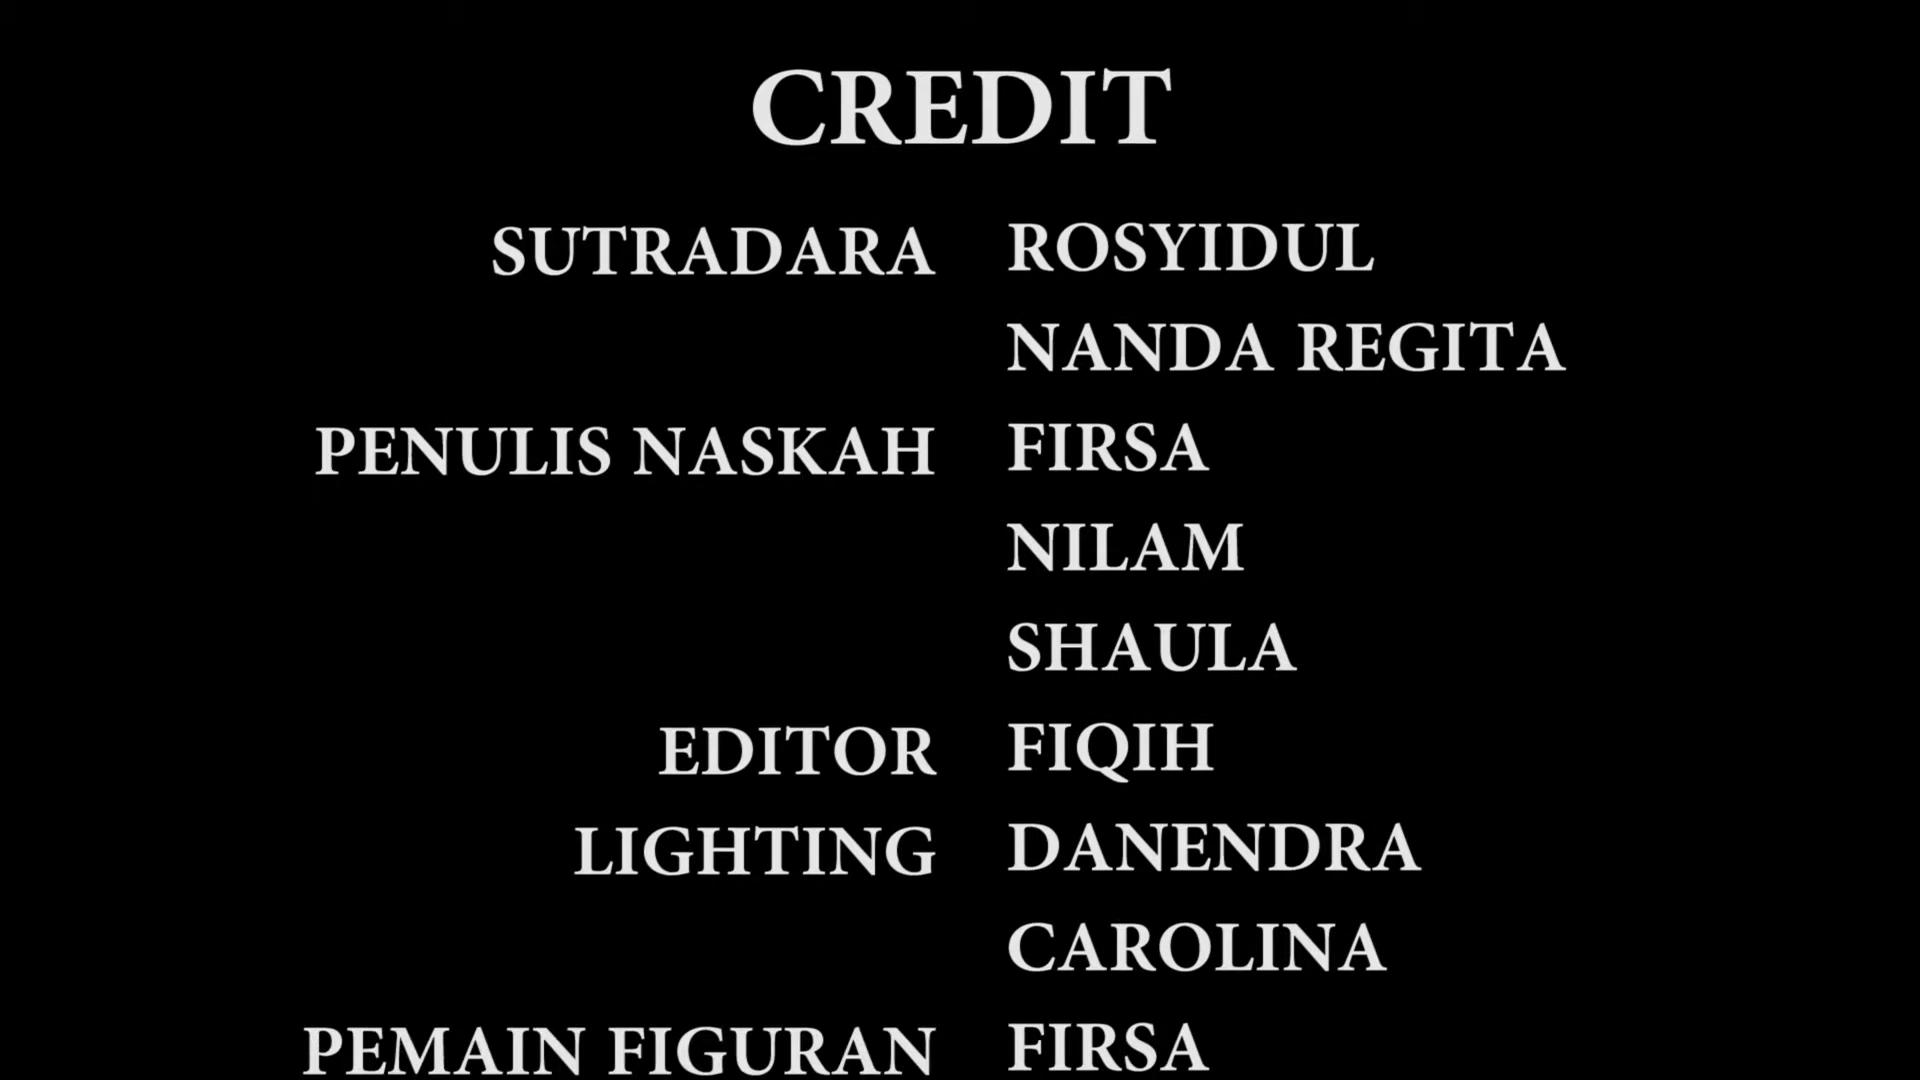 CREDIT
SUTRADARA ROSYIDUL
NANDA REGITA
PENULIS NASKAH FIRSA
NILAM
SHAULA
EDITOR FIQIH
LIGHTING DANENDRA
CAROLINA
PEMAIN FIGURAN FIRSA